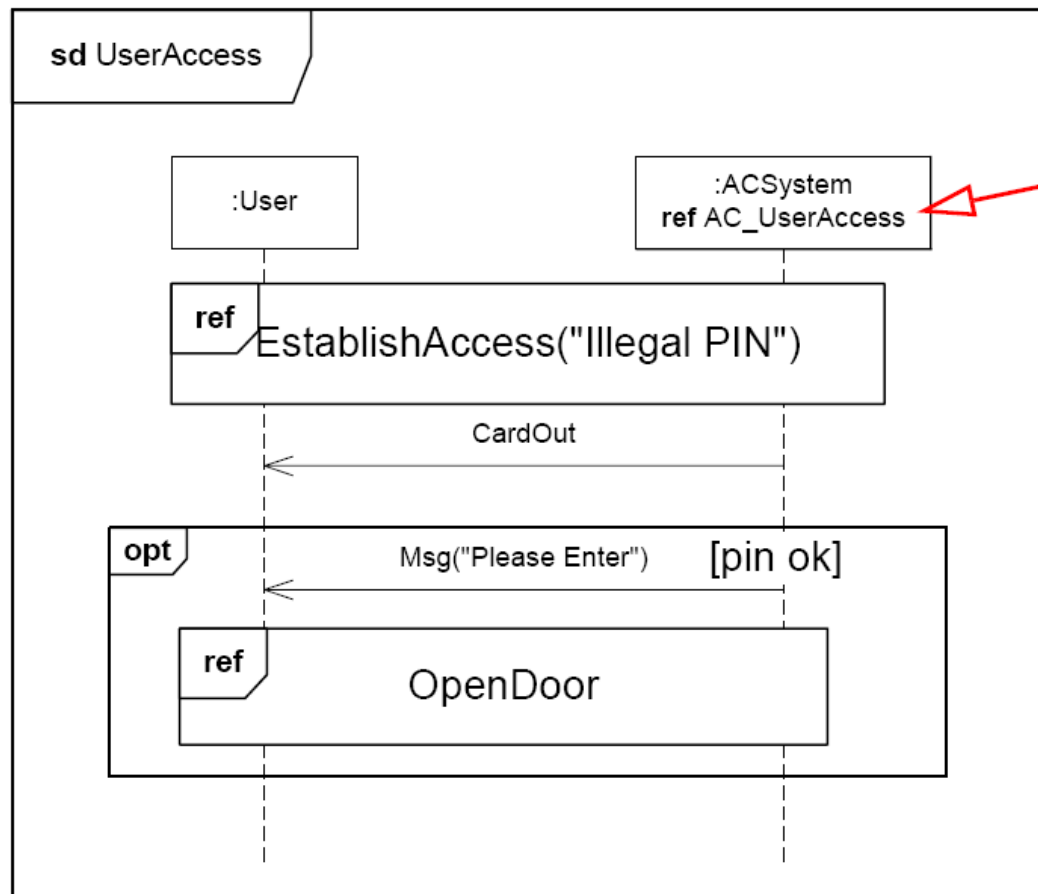 sd UserAccess
:User
:ACSystem
ref AC_UserAccess
ref
EstablishAccess("Illegal PIN")
CardOut
opt
Msg("Please Enter")
[pin ok]
ref
OpenDoor